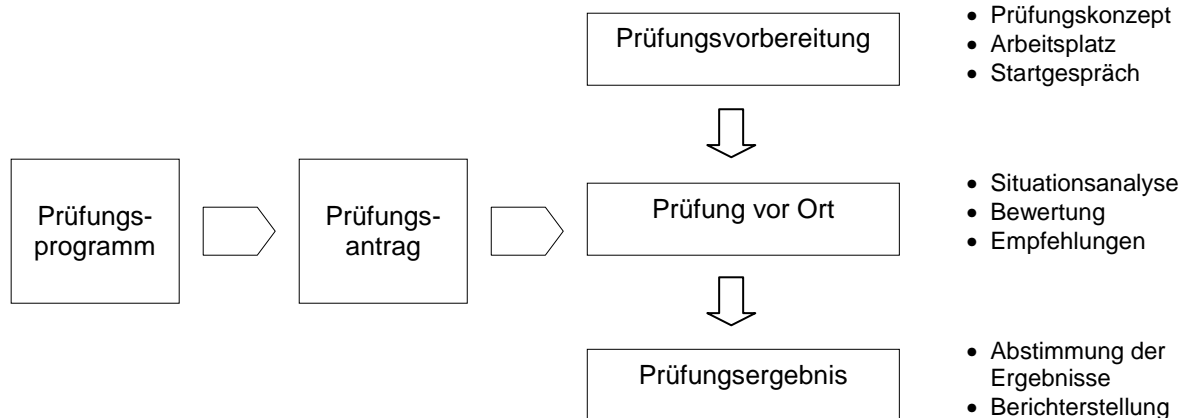 Prüfungsvorbereitung
• Prüfungskonzept
• Arbeitsplatz
• Startgespräch
Prüfungs-
programm
Prüfungs-
antrag
Prüfung vor Ort
• Situationsanalyse
• Bewertung
• Empfehlungen
Prüfungsergebnis
• Abstimmung der
Ergebnisse
• Berichterstellung